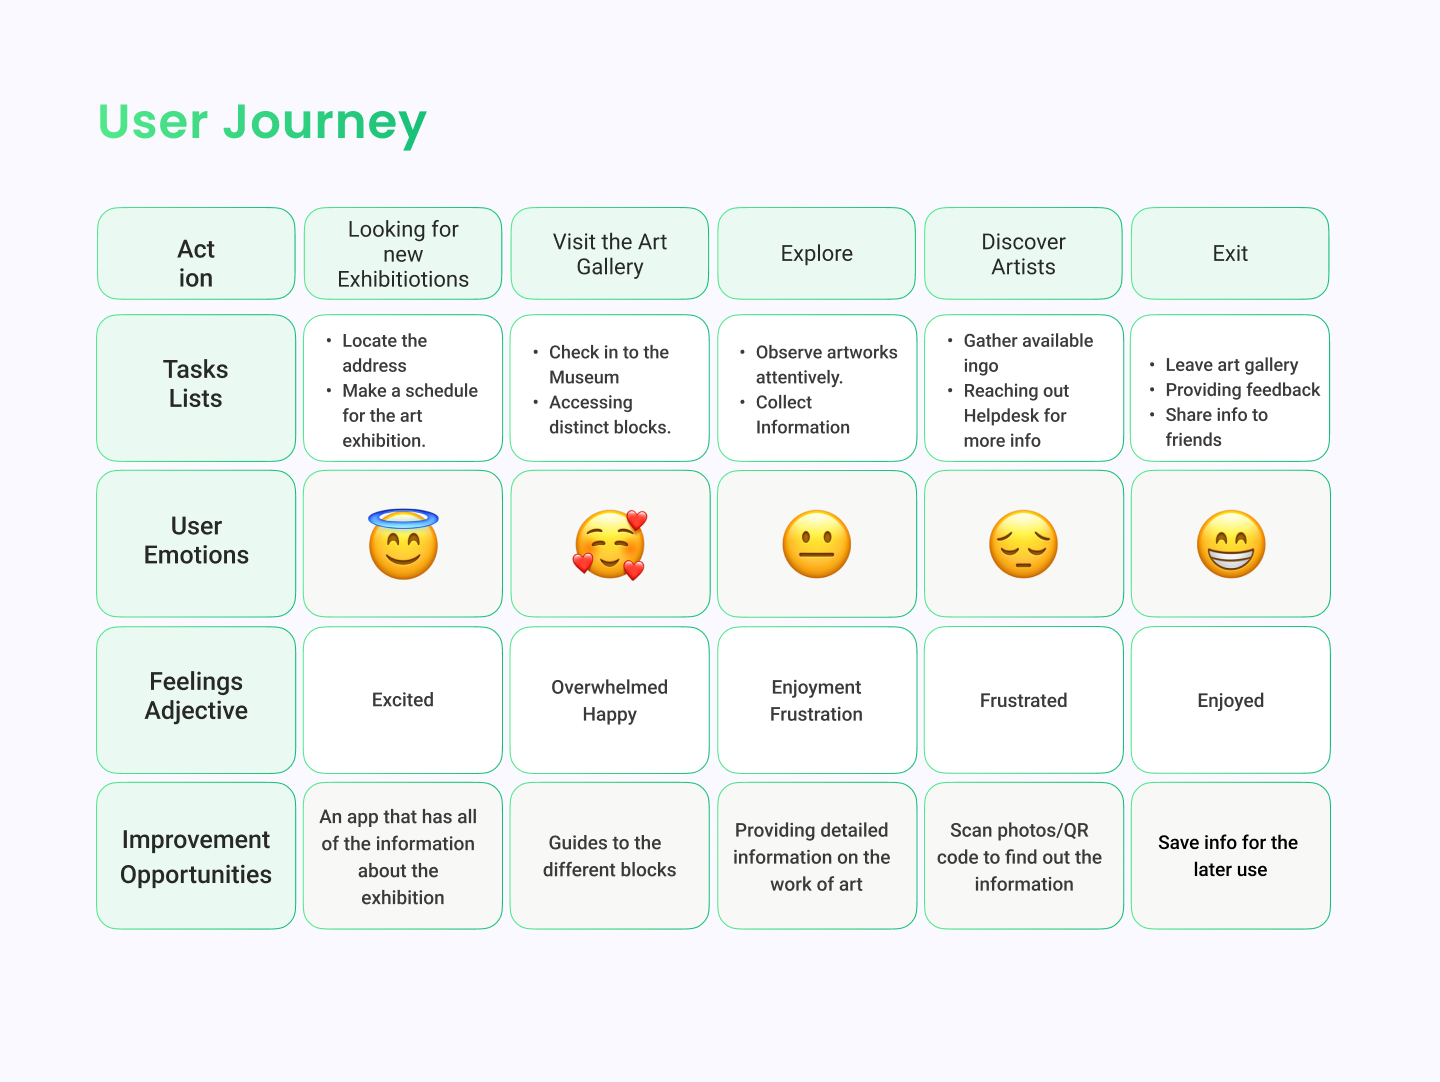 User Journey
Act
ion
Looking for
new
Exhibitiotions
Visit the Art
Gallery
Explore
Discover
Artists
Exit
Tasks
Lists
• Locate the
address
• Make a schedule
for the art
exhibition.
• Check in to the
Museum
• Accessing
distinct blocks.
• Observe artworks
attentively.
• Collect
Information
• Gather available
ingo
• Reaching out
Helpdesk for
more info
• Leave art gallery
• Providing feedback
• Share info to
friends
User
Emotions
Feelings
Adjective
Excited
Overwhelmed
Happy
Enjoyment
Frustration
Frustrated
Enjoyed
Improvement
Opportunities
An app that has all
of the information
about the
exhibition
Guides to the
different blocks
Providing detailed
information on the
work of art
Scan photos/QR
code to find out the
information
Save info for the
later use